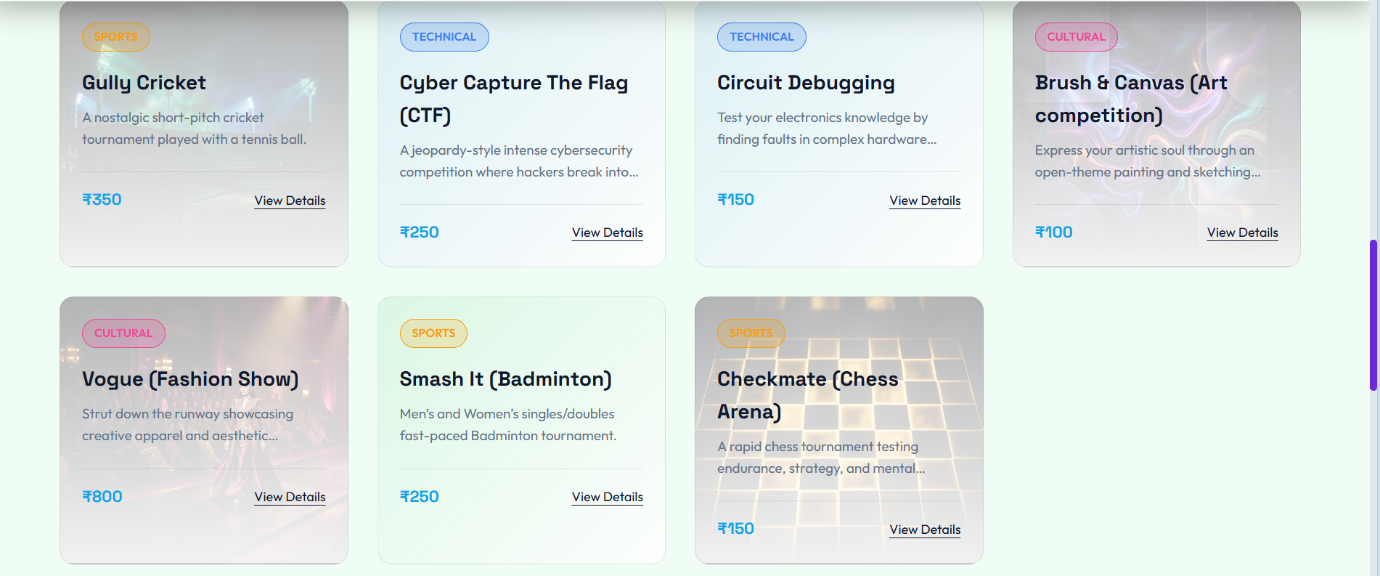 SPORTS
Gully Cricket
A nostalgic short-pitch cricket
tournament played with a tennis ball.
₹350
View Details
TECHNICAL
Cyber Capture The Flag
(CTF)
A jeopardy-style intense cybersecurity
competition where hackers break into...
₹250
View Details
TECHNICAL
Circuit Debugging
Test your electronics knowledge by
finding faults in complex hardware...
₹150
View Details
CULTURAL
Brush & Canvas (Art
competition)
Express your artistic soul through an
open-theme painting and sketching...
₹100
View Details
CULTURAL
Vogue (Fashion Show)
Strut down the runway showcasing
creative apparel and aesthetic...
₹800
View Details
SPORTS
Smash It (Badminton)
Men's and Women's singles/doubles
fast-paced Badminton tournament.
₹250
View Details
SPORTS
Checkmate (Chess
Arena)
A rapid chess tournament testing
endurance, strategy, and mental...
₹150
View Details